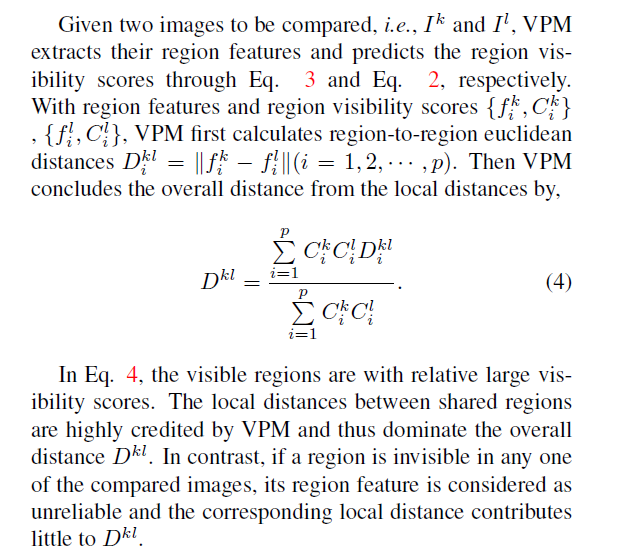 Given two images to be compared, i.e., I^k and I^l, VPM
extracts their region features and predicts the region vis-
ibility scores through Eq. 3 and Eq. 2, respectively.
With region features and region visibility scores {f_i^k, C_i^k}
, {f_i^l, C_i^l}, VPM first calculates region-to-region euclidean
distances D_i^{kl} = ‖f_i^k − f_i^l‖(i = 1, 2, ⋯ , p). Then VPM
concludes the overall distance from the local distances by,
D^{kl} = \frac{\sum_{i=1}^{p} C_i^k C_i^l D_i^{kl}}{\sum_{i=1}^{p} C_i^k C_i^l}. (4)
In Eq. 4, the visible regions are with relative large vis-
ibility scores. The local distances between shared regions
are highly credited by VPM and thus dominate the overall
distance D^{kl}. In contrast, if a region is invisible in any one
of the compared images, its region feature is considered as
unreliable and the corresponding local distance contributes
little to D^{kl}.